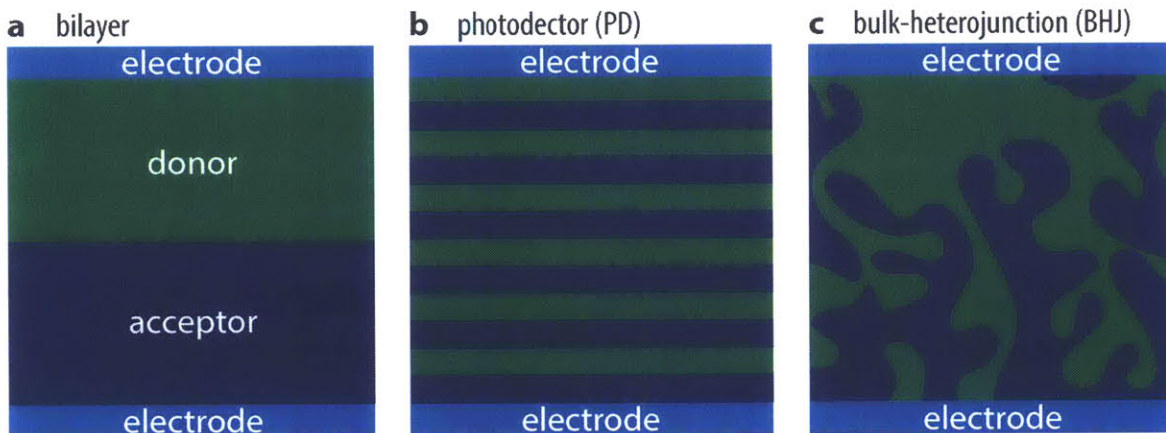 a bilayer
electrode
donor
acceptor
electrode
b photodector (PD)
electrode
electrode
c bulk-heterojunction (BHJ)
electrode
electrode